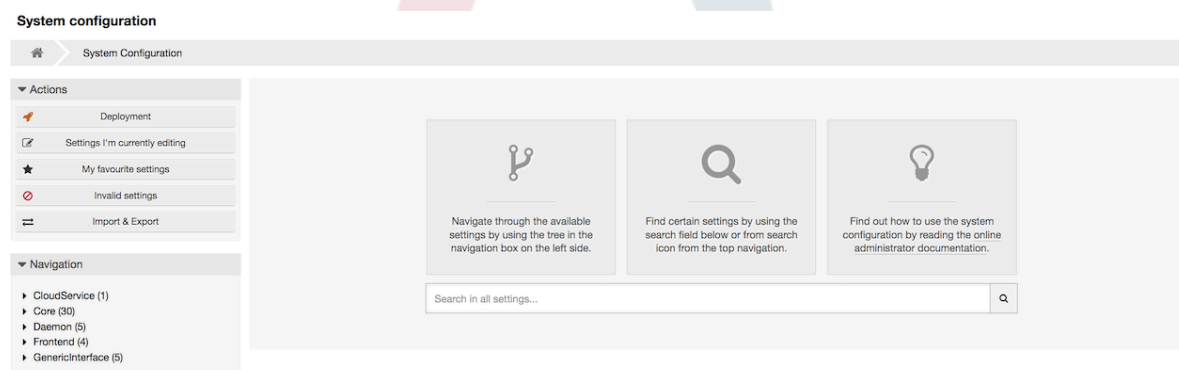 System configuration
System Configuration
Actions
Deployment
Settings I'm currently editing
My favourite settings
Invalid settings
Import & Export
Navigation
CloudService (1)
Core (30)
Daemon (5)
Frontend (4)
GenericInterface (5)
Navigate through the available
settings by using the tree in the
navigation box on the left side.
Find certain settings by using the
search field below or from search
icon from the top navigation.
Find out how to use the system
configuration by reading the online
administrator documentation.
Search in all settings...